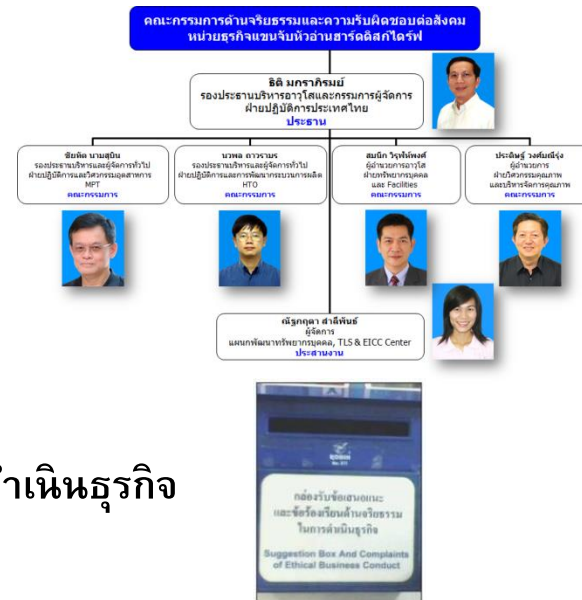 คณะกรรมการด้านจริยธรรมและความรับผิดชอบต่อสังคม
หน่วยธุรกิจแขนจับหัวอ่านฮาร์ดดิสก์ไดร์ฟ
ธิติ มกราภิรมย์
รองประธานบริหารอาวุโสและกรรมการผู้จัดการ
ฝ่ายปฏิบัติการประเทศไทย
ประธาน
ชัยทัต นามสุบิน
รองประธานบริหารและผู้จัดการทั่วไป
ฝ่ายปฏิบัติการและวิศวกรรมอุตสาหการ
MPT
คณะกรรมการ
นวพล ถาวรามร
รองประธานบริหารและผู้จัดการทั่วไป
ฝ่ายปฏิบัติการและการพัฒนากระบวนการผลิต
HTO
คณะกรรมการ
สมนึก วิรุฬห์พงศ์
ผู้อำนวยการอาวุโส
ฝ่ายทรัพยากรบุคคล
และ Facilities
คณะกรรมการ
ประดิษฐ์ วงศ์มณีรุ่ง
ผู้อำนวยการ
ฝ่ายวิศวกรรมคุณภาพ
และบริหารจัดการคุณภาพ
คณะกรรมการ
ณัฐกฤตา สำลีพันธ์
ผู้จัดการ
แผนกพัฒนาทรัพยากรบุคคล, TLS & EICC Center
ประสานงาน
ำเนินธุรกิจ
กล่องรับข้อเสนอแนะ
และข้อร้องเรียนด้านจริยธรรม
ในการดำเนินธุรกิจ
Suggestion Box And Complaints
of Ethical Business Conduct